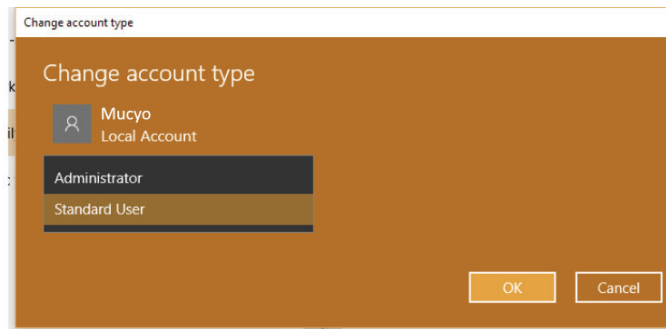 Change account type
Change account type
Mucyo
Local Account
Administrator
Standard User
OK
Cancel